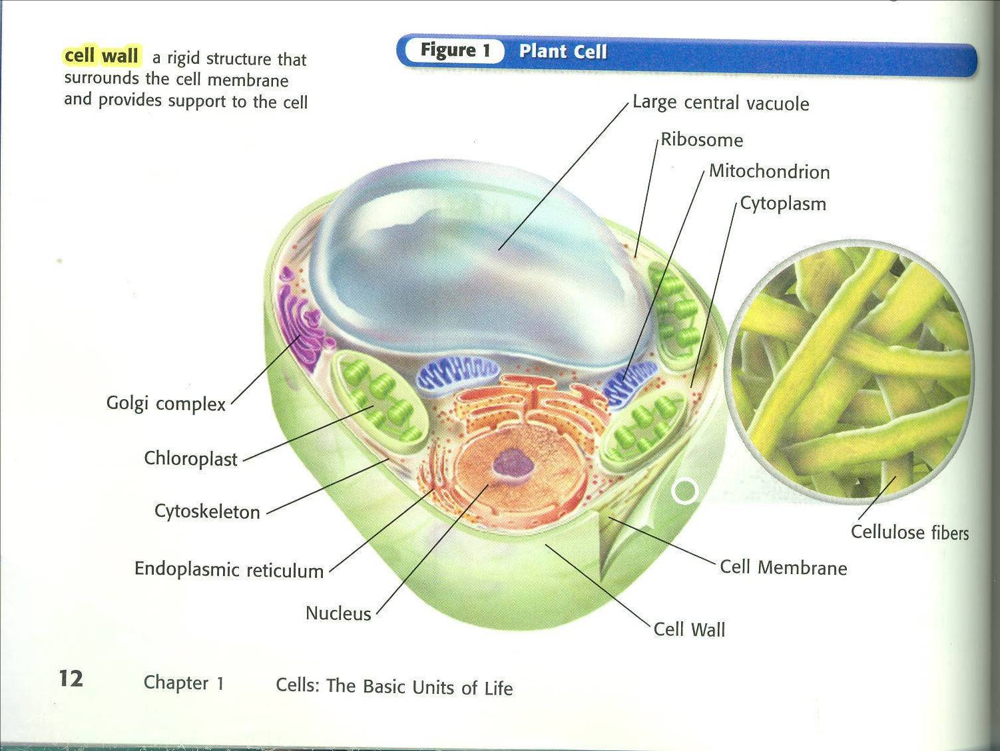 cell wall a rigid structure that
surrounds the cell membrane
and provides support to the cell
Figure 1 Plant Cell
Large central vacuole
Ribosome
Mitochondrion
Cytoplasm
Golgi complex
Chloroplast
Cytoskeleton
Endoplasmic reticulum
Nucleus
Cellulose fibers
Cell Membrane
Cell Wall
12 Chapter 1 Cells: The Basic Units of Life